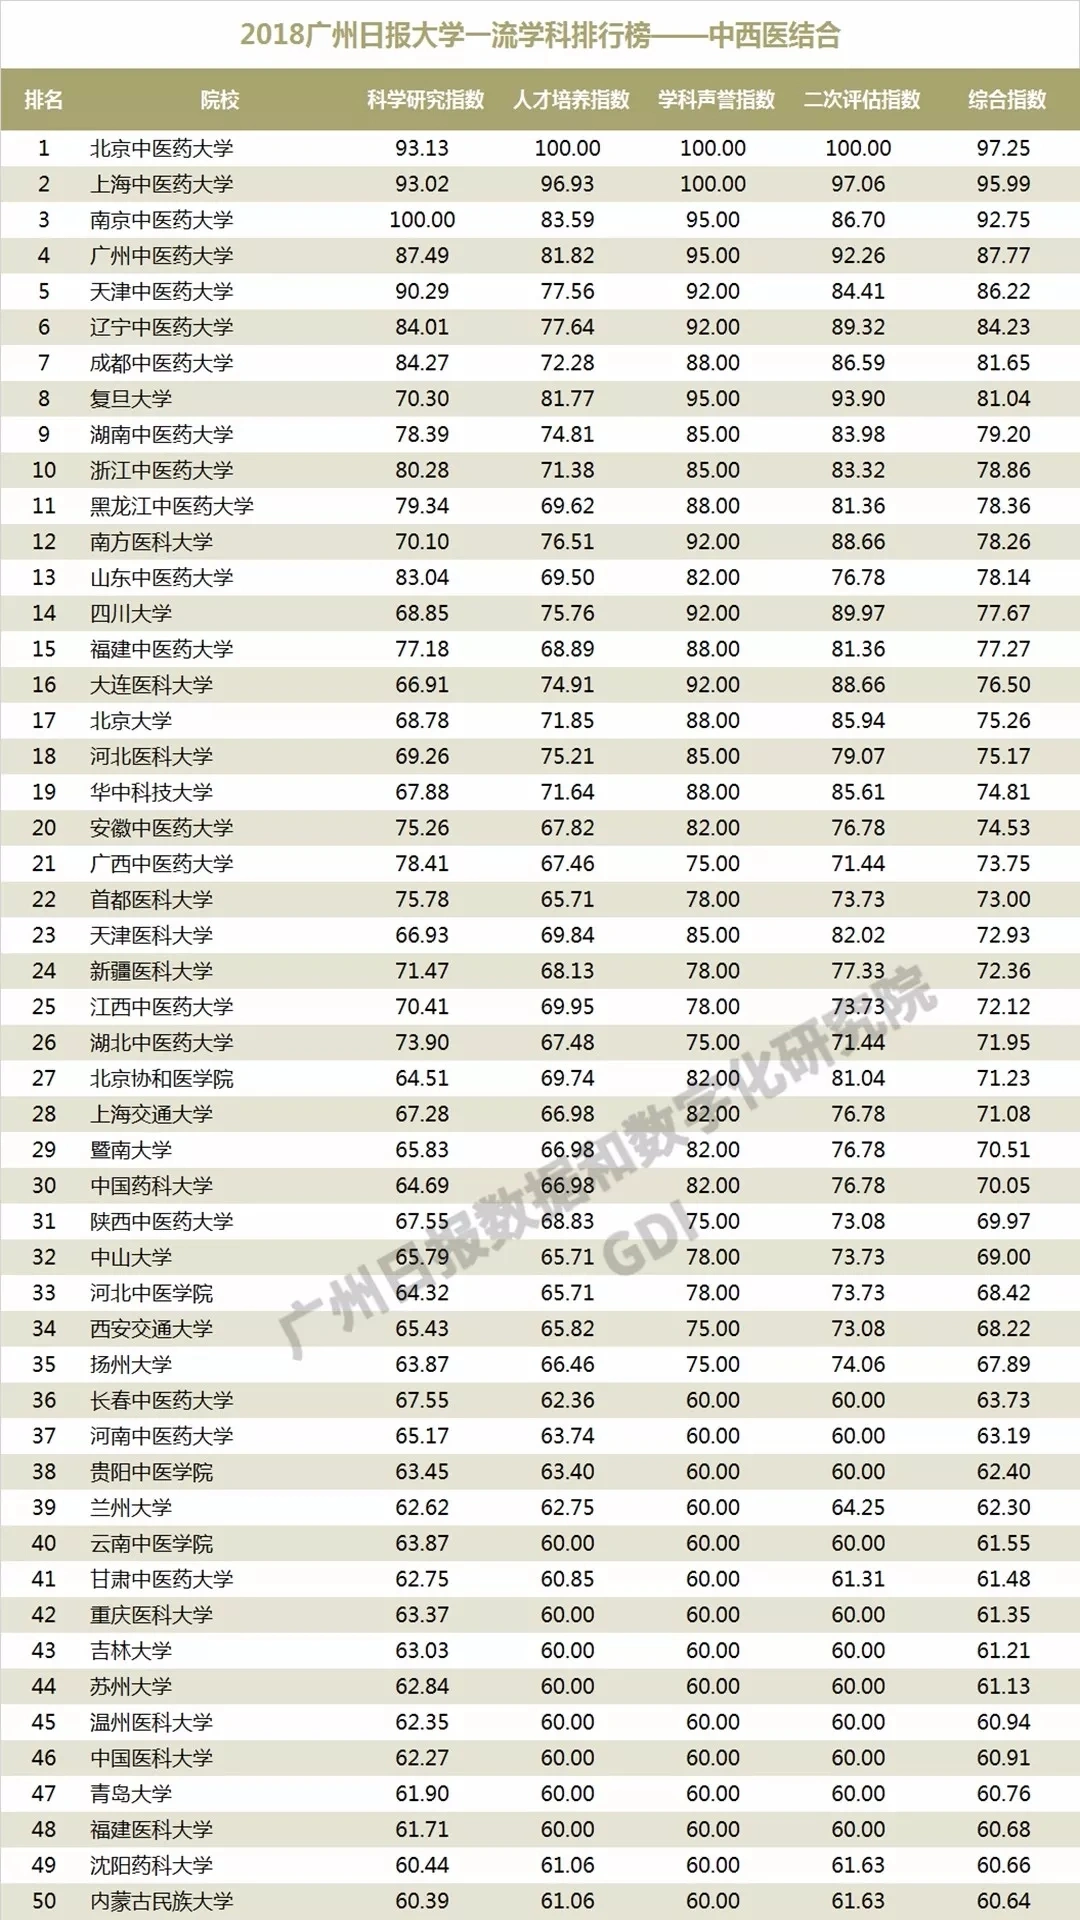 2018广州日报大学一流学科排行榜——中西医结合
排名 院校 科学研究指数 人才培养指数 学科声誉指数 二次评估指数 综合指数
1 北京中医药大学 93.13 100.00 100.00 100.00 97.25
2 上海中医药大学 93.02 96.93 100.00 97.06 95.99
3 南京中医药大学 100.00 83.59 95.00 86.70 92.75
4 广州中医药大学 87.49 81.82 95.00 92.26 87.77
5 天津中医药大学 90.29 77.56 92.00 84.41 86.22
6 辽宁中医药大学 84.01 77.64 92.00 89.32 84.23
7 成都中医药大学 84.27 72.28 88.00 86.59 81.65
8 复旦大学 70.30 81.77 95.00 93.90 81.04
9 湖南中医药大学 78.39 74.81 85.00 83.98 79.20
10 浙江中医药大学 80.28 71.38 85.00 83.32 78.86
11 黑龙江中医药大学 79.34 69.62 88.00 81.36 78.36
12 南方医科大学 70.10 76.51 92.00 88.66 78.26
13 山东中医药大学 83.04 69.50 82.00 76.78 78.14
14 四川大学 68.85 75.76 92.00 89.97 77.67
15 福建中医药大学 77.18 68.89 88.00 81.36 77.27
16 大连医科大学 66.91 74.91 92.00 88.66 76.50
17 北京大学 68.78 71.85 88.00 85.94 75.26
18 河北医科大学 69.26 75.21 85.00 79.07 75.17
19 华中科技大学 67.88 71.64 88.00 85.61 74.81
20 安徽中医药大学 75.26 67.82 82.00 76.78 74.53
21 广西中医药大学 78.41 67.46 75.00 71.44 73.75
22 首都医科大学 75.78 65.71 78.00 73.73 73.00
23 天津医科大学 66.93 69.84 85.00 82.02 72.93
24 新疆医科大学 71.47 68.13 78.00 77.33 72.36
25 江西中医药大学 70.41 69.95 78.00 73.73 72.12
26 湖北中医药大学 73.90 67.48 75.00 71.44 71.95
27 北京协和医学院 64.51 69.74 82.00 81.04 71.23
28 上海交通大学 67.28 66.98 82.00 76.78 71.08
29 暨南大学 65.83 66.98 82.00 76.78 70.51
30 中国药科大学 64.69 66.98 82.00 76.78 70.05
31 陕西中医药大学 67.55 68.83 75.00 73.08 69.97
32 中山大学 65.79 65.71 78.00 73.73 69.00
33 河北中医学院 64.32 65.71 78.00 73.73 68.42
34 西安交通大学 65.43 65.82 75.00 73.08 68.22
35 扬州大学 63.87 66.46 75.00 74.06 67.89
36 长春中医药大学 67.55 62.36 60.00 60.00 63.73
37 河南中医药大学 65.17 63.74 60.00 60.00 63.19
38 贵阳中医学院 63.45 63.40 60.00 60.00 62.40
39 兰州大学 62.62 62.75 60.00 64.25 62.30
40 云南中医学院 63.87 60.00 60.00 60.00 61.55
41 甘肃中医药大学 62.75 60.85 60.00 61.31 61.48
42 重庆医科大学 63.37 60.00 60.00 60.00 61.35
43 吉林大学 63.03 60.00 60.00 60.00 61.21
44 苏州大学 62.84 60.00 60.00 60.00 61.13
45 温州医科大学 62.35 60.00 60.00 60.00 60.94
46 中国医科大学 62.27 60.00 60.00 60.00 60.91
47 青岛大学 61.90 60.00 60.00 60.00 60.76
48 福建医科大学 61.71 60.00 60.00 60.00 60.68
49 沈阳药科大学 60.44 61.06 60.00 61.63 60.66
50 内蒙古民族大学 60.39 61.06 60.00 61.63 60.64
广州日报数据和数字化研究院
GDI